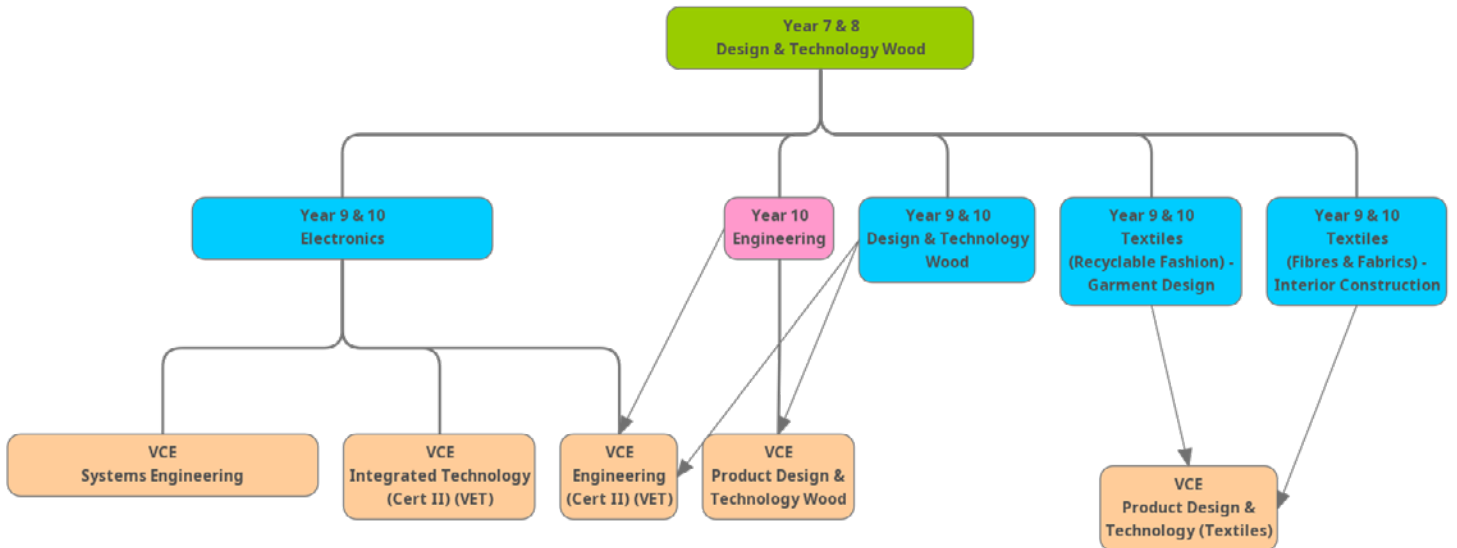 Year 7 & 8
Design & Technology Wood
Year 9 & 10
Electronics
Year 10
Engineering
Year 9 & 10
Design & Technology
Wood
Year 9 & 10
Textiles
(Recyclable Fashion) -
Garment Design
Year 9 & 10
Textiles
(Fibres & Fabrics) -
Interior Construction
VCE
Systems Engineering
VCE
Integrated Technology
(Cert II) (VET)
VCE
Engineering
(Cert II) (VET)
VCE
Product Design &
Technology Wood
VCE
Product Design &
Technology (Textiles)